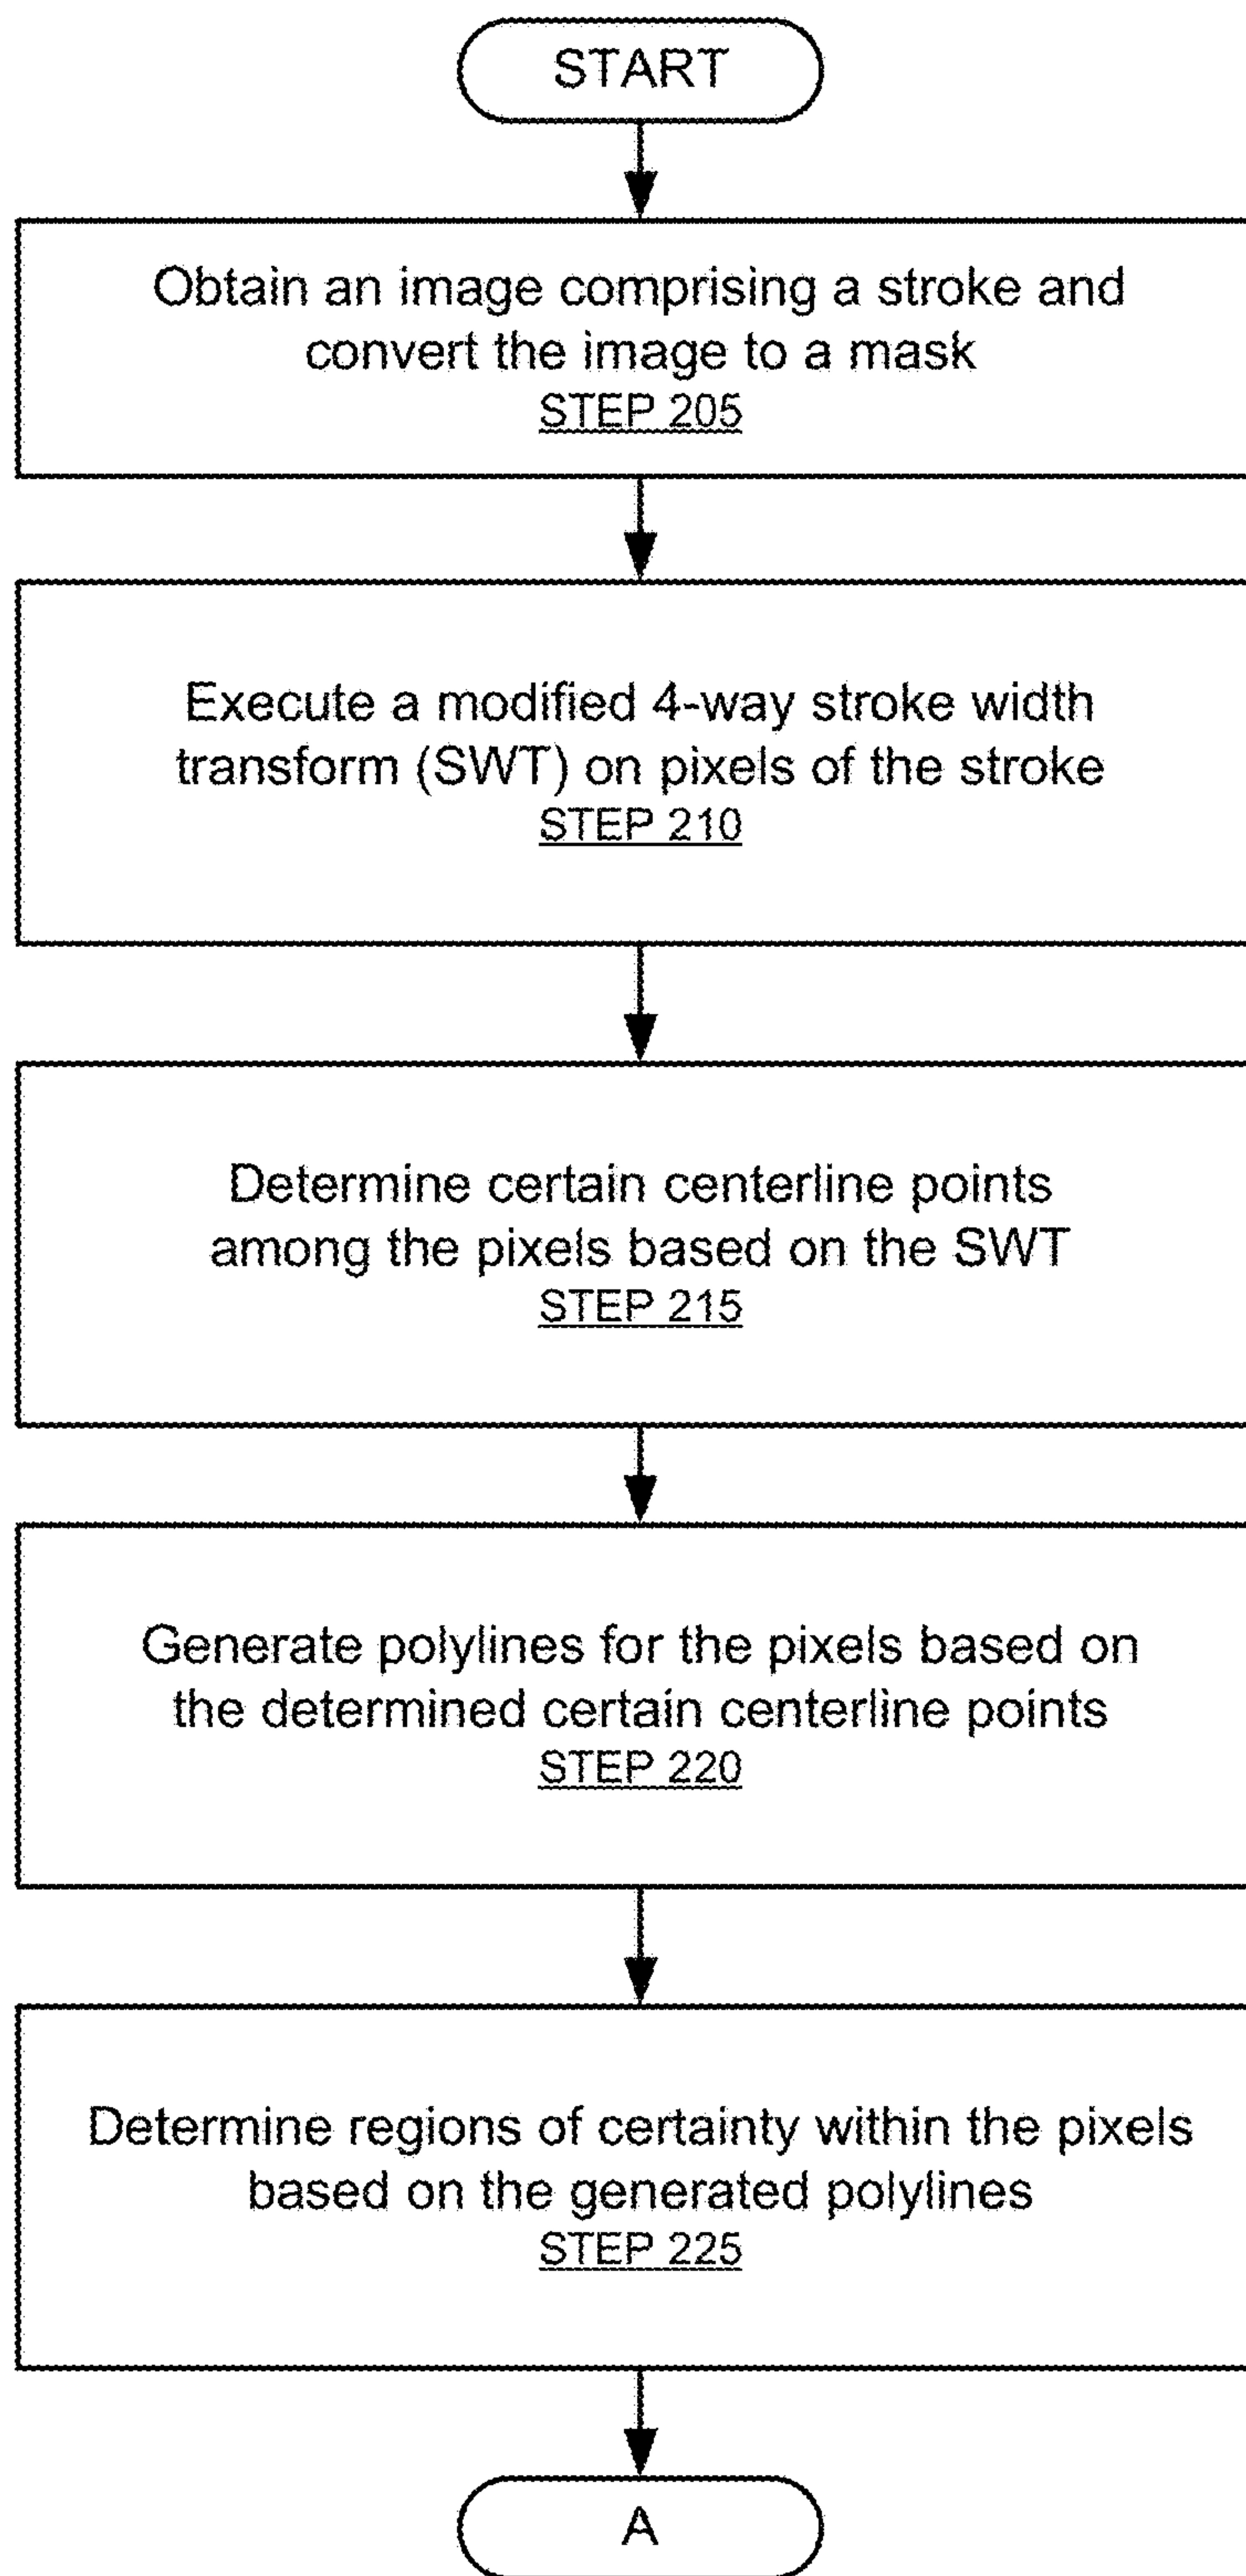 START
Obtain an image comprising a stroke and
convert the image to a mask
STEP 205
Execute a modified 4-way stroke width
transform (SWT) on pixels of the stroke
STEP 210
Determine certain centerline points
among the pixels based on the SWT
STEP 215
Generate polylines for the pixels based on
the determined certain centerline points
STEP 220
Determine regions of certainty within the pixels
based on the generated polylines
STEP 225
A